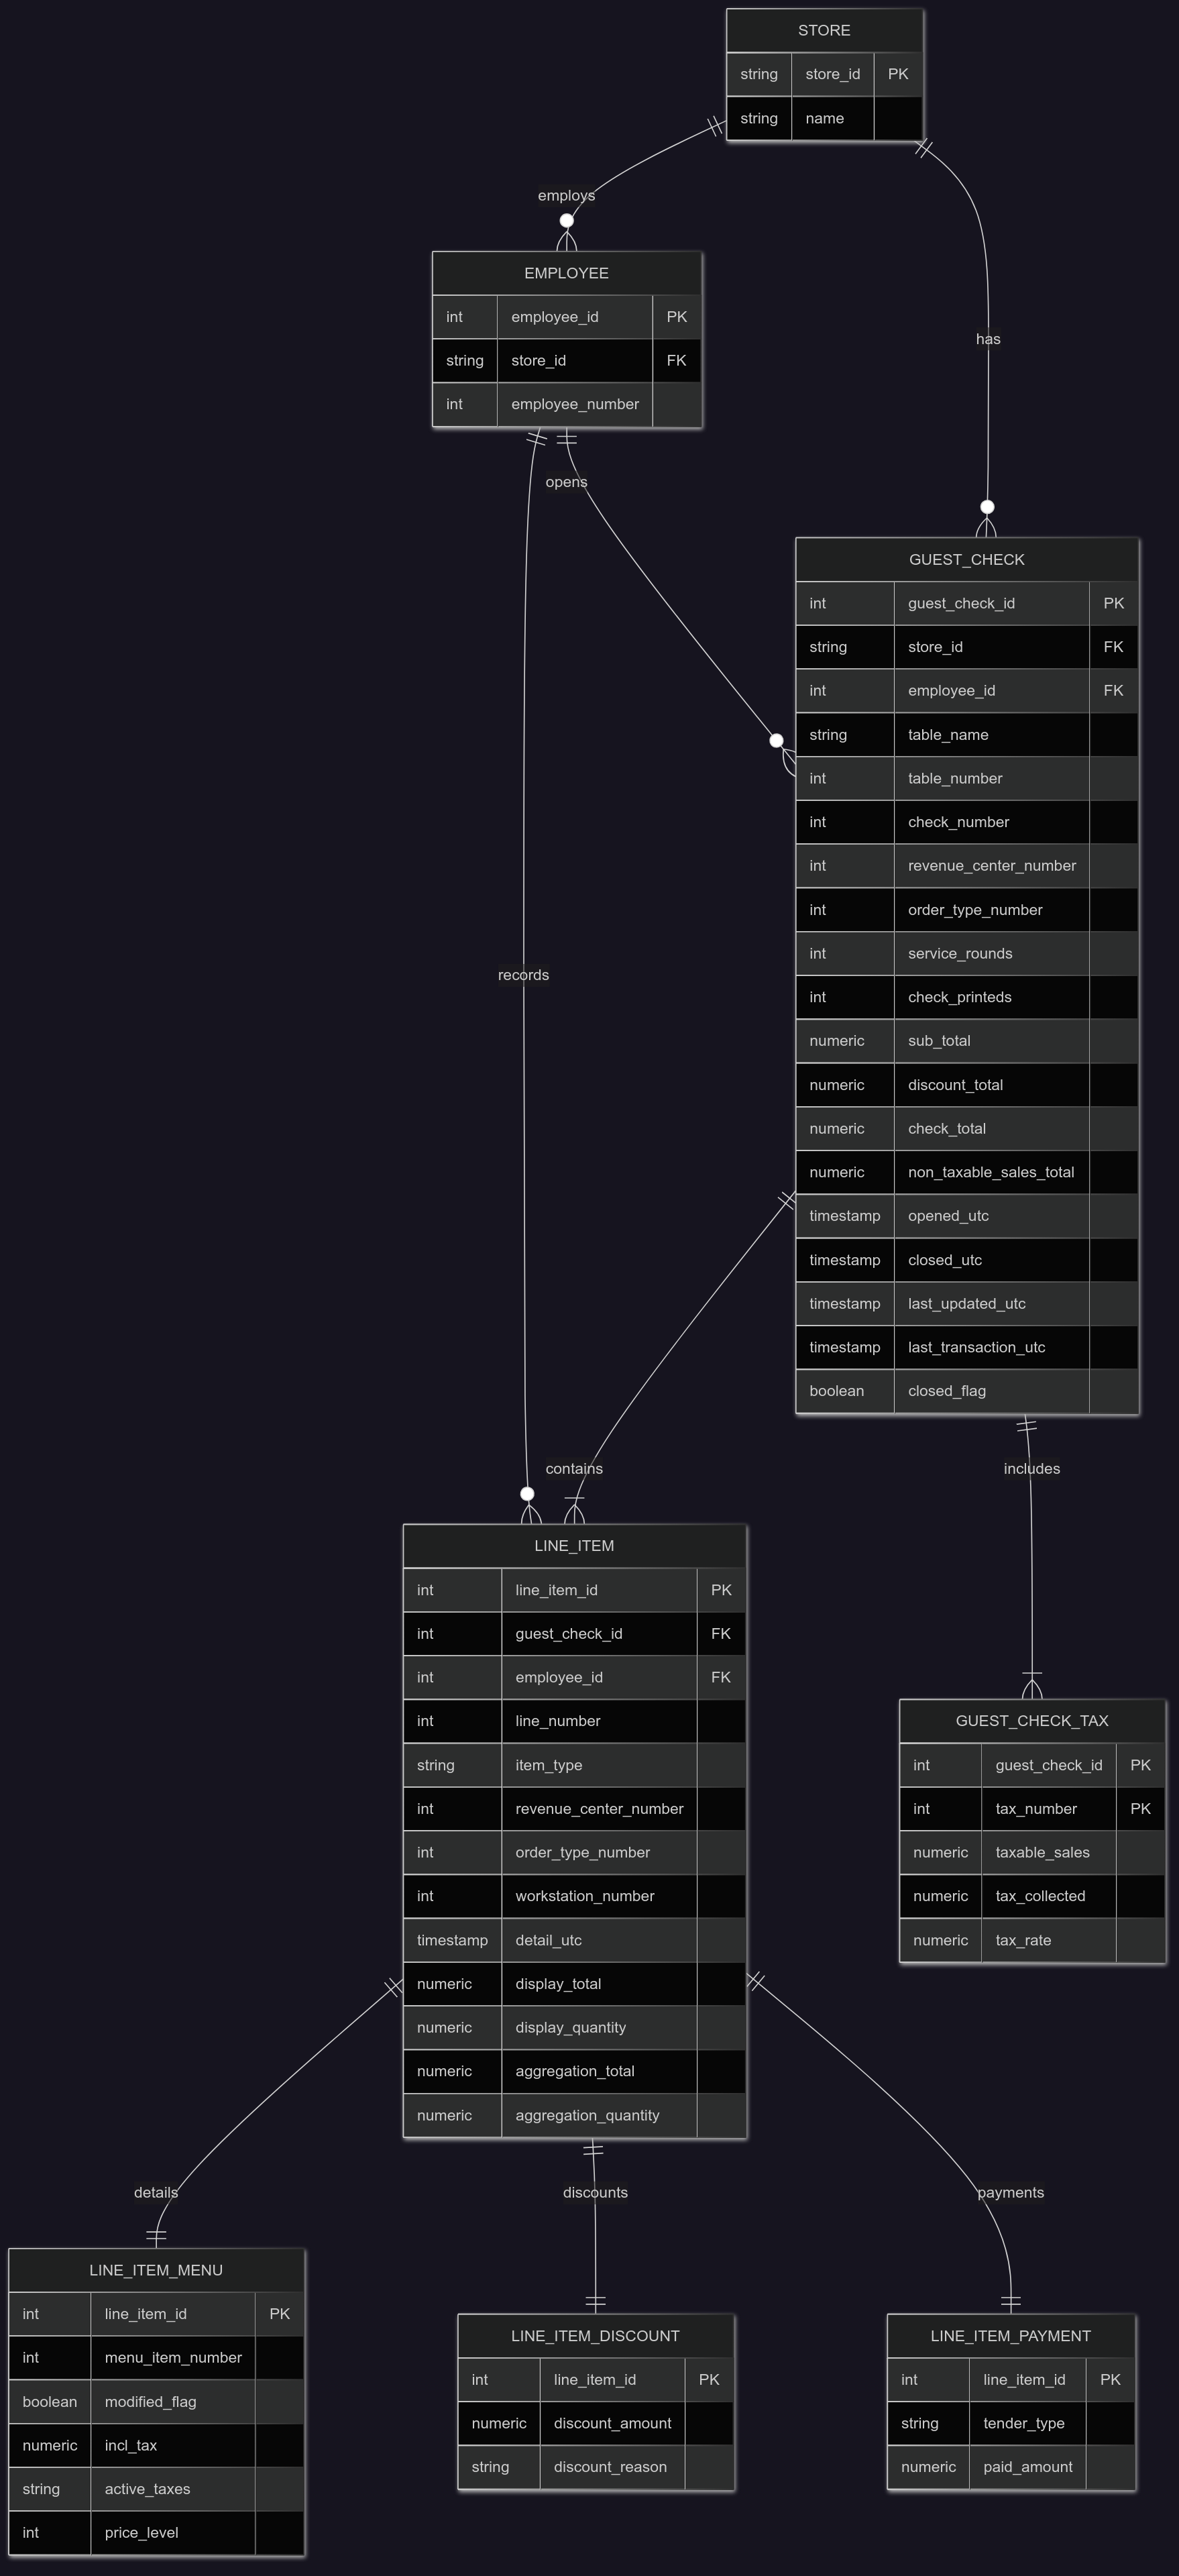 STORE
string store_id PK
string name
employs
EMPLOYEE
int employee_id PK
string store_id FK
int employee_number
has
opens
GUEST_CHECK
int guest_check_id PK
string store_id FK
int employee_id FK
string table_name
int table_number
int check_number
int revenue_center_number
int order_type_number
int service_rounds
int check_printeds
numeric sub_total
numeric discount_total
numeric check_total
numeric non_taxable_sales_total
timestamp opened_utc
timestamp closed_utc
timestamp last_updated_utc
timestamp last_transaction_utc
boolean closed_flag
records
contains
includes
LINE_ITEM
int line_item_id PK
int guest_check_id FK
int employee_id FK
int line_number
string item_type
int revenue_center_number
int order_type_number
int workstation_number
timestamp detail_utc
numeric display_total
numeric display_quantity
numeric aggregation_total
numeric aggregation_quantity
GUEST_CHECK_TAX
int guest_check_id PK
int tax_number PK
numeric taxable_sales
numeric tax_collected
numeric tax_rate
details
discounts
payments
LINE_ITEM_MENU
int line_item_id PK
int menu_item_number
boolean modified_flag
numeric incl_tax
string active_taxes
int price_level
LINE_ITEM_DISCOUNT
int line_item_id PK
numeric discount_amount
string discount_reason
LINE_ITEM_PAYMENT
int line_item_id PK
string tender_type
numeric paid_amount